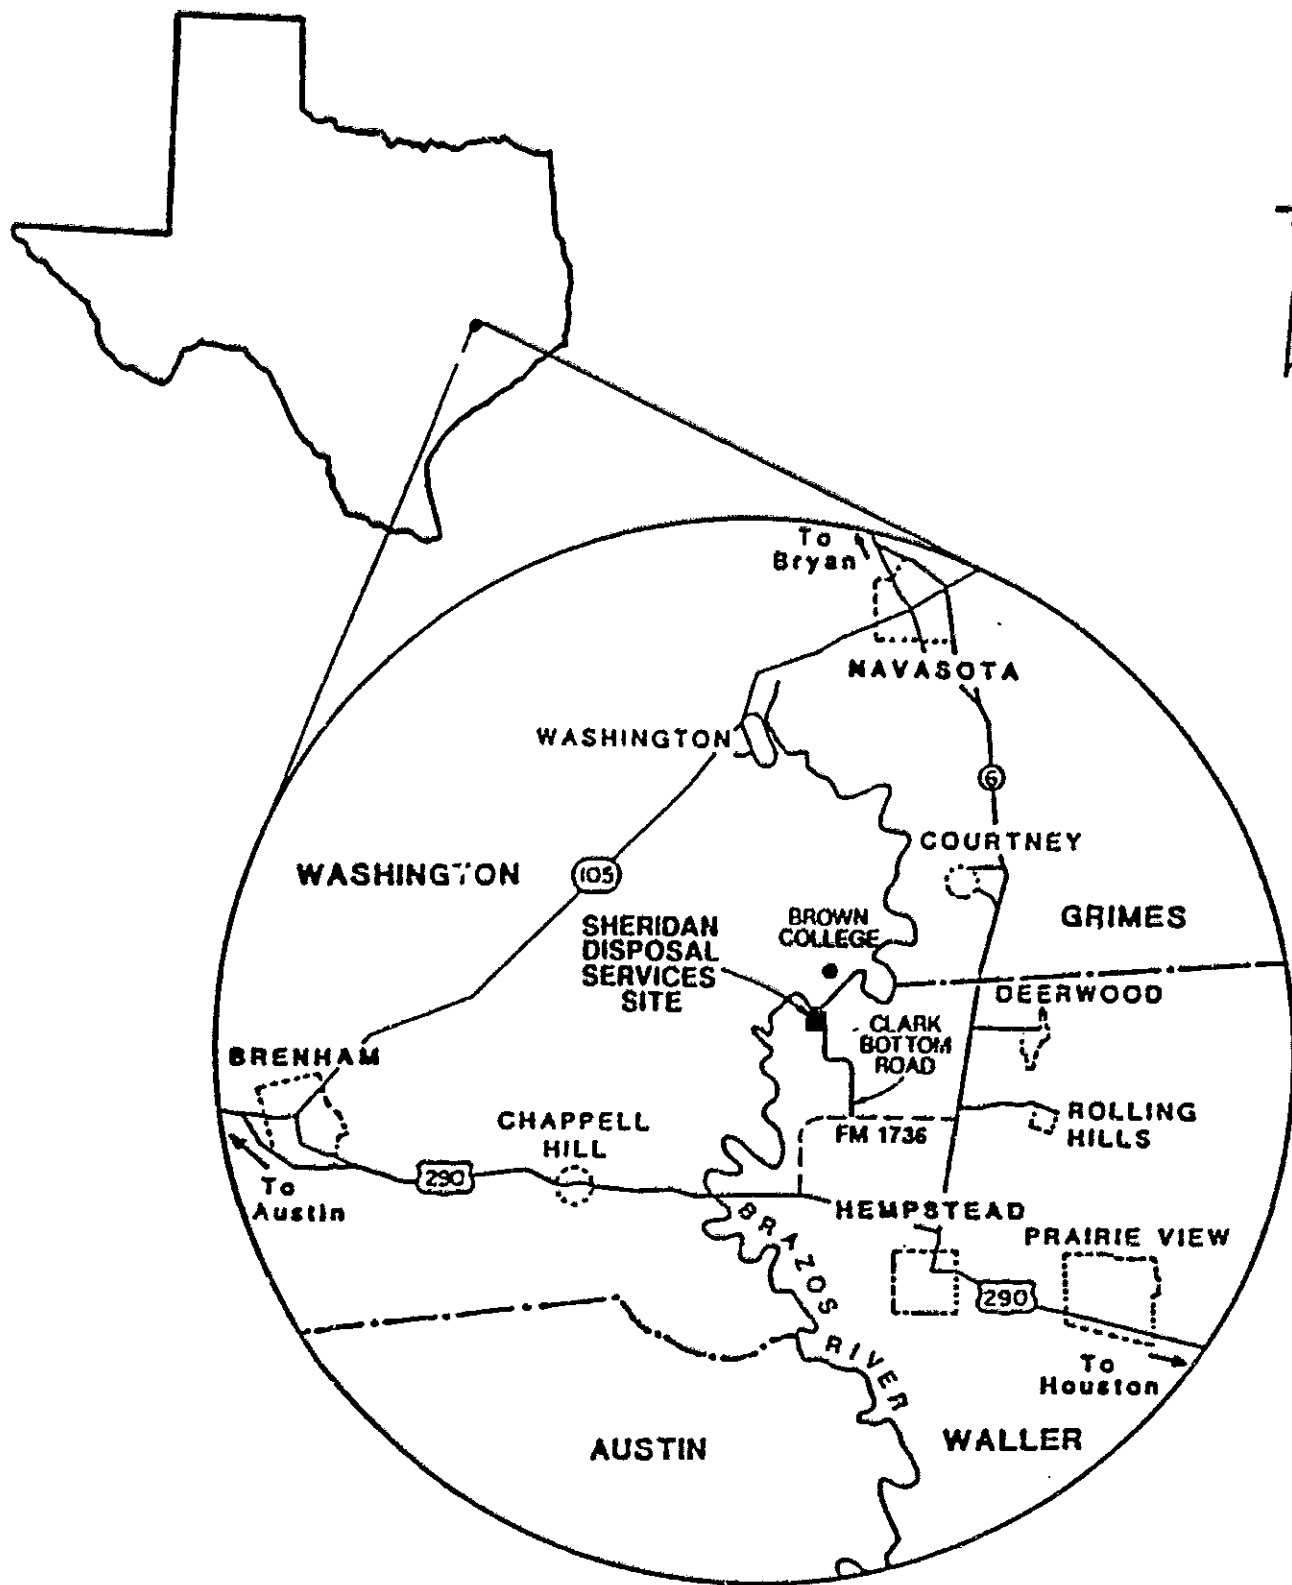 To
Bryan
NAVASOTA
WASHINGTON
6
COURTNEY
WASHINGTON
105
GRIMES
SHERIDAN
DISPOSAL
SERVICES
SITE
BROWN
COLLEGE
DEERWOOD
CLARK
BOTTOM
ROAD
BRENHAM
CHAPPELL
HILL
FM 1736
ROLLING
HILLS
290
To
Austin
HEMPSTEAD
PRAIRIE VIEW
BRAZOS RIVER
290
To
Houston
AUSTIN
WALLER